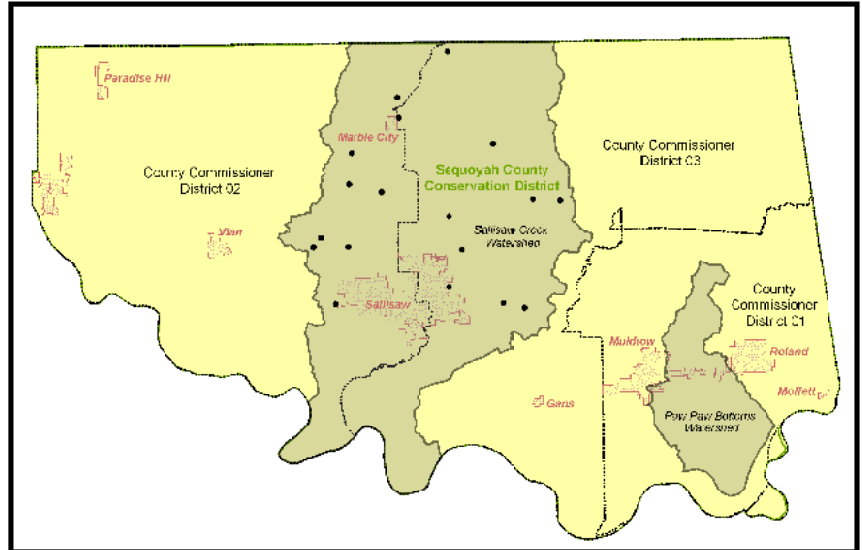 Paradise Hill
Marble City
County Commissioner
District 02
Sequoyah County
Conservation District
County Commissioner
District 03
Vian
Sallisaw Creek
Watershed
Sallisaw
County
Commissioner
District 01
Muldrow
Roland
Gans
Moffett
Paw Paw Bottoms
Watershed